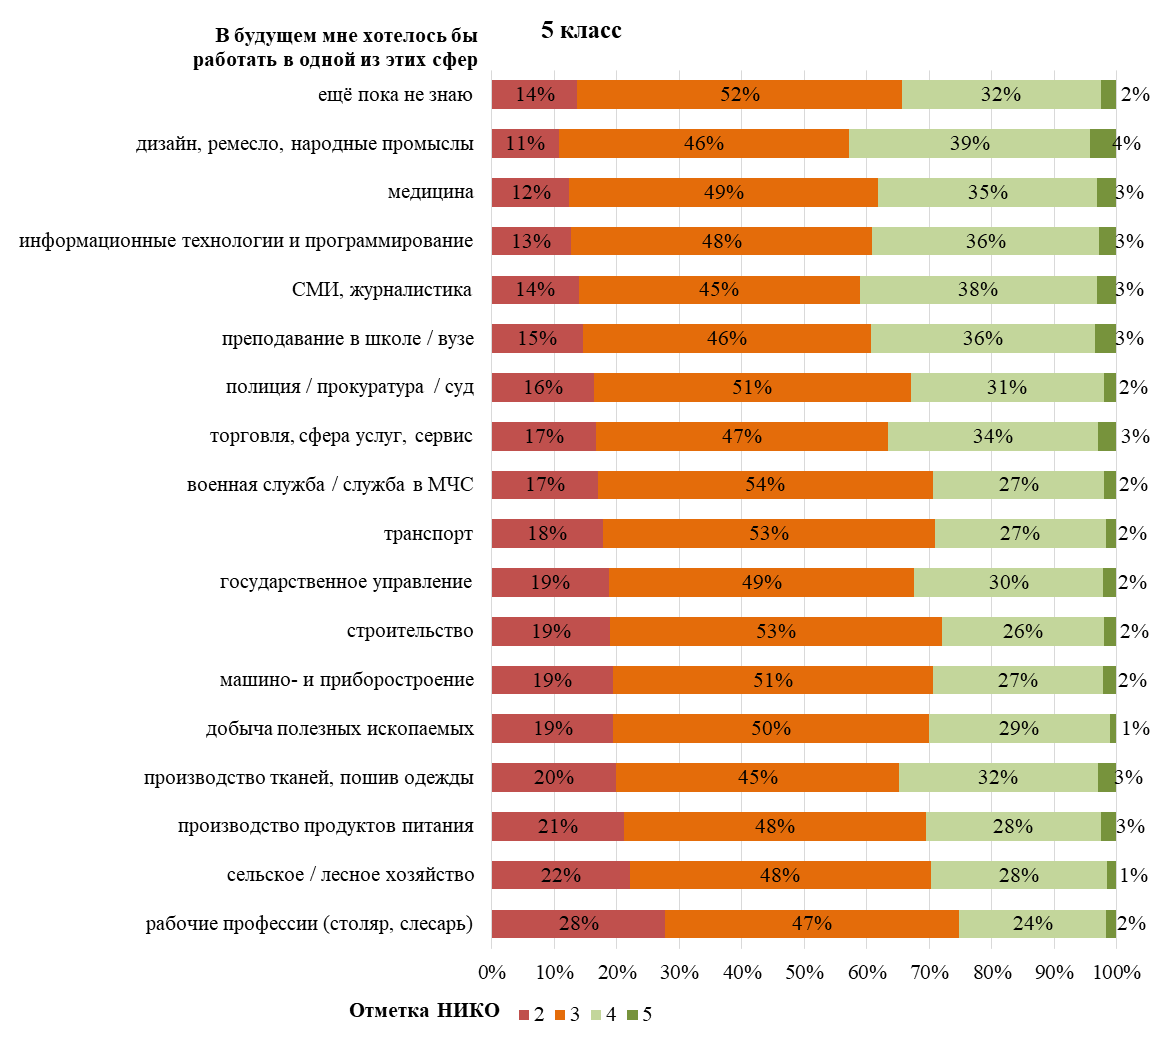 В будущем мне хотелось бы
работать в одной из этих сфер
5 класс
ещё пока не знаю 14% 52% 32% 2%
дизайн, ремесло, народные промыслы 11% 46% 39% 4%
медицина 12% 49% 35% 3%
информационные технологии и программирование 13% 48% 36% 3%
СМИ, журналистика 14% 45% 38% 3%
преподавание в школе / вузе 15% 46% 36% 3%
полиция / прокуратура / суд 16% 51% 31% 2%
торговля, сфера услуг, сервис 17% 47% 34% 3%
военная служба / служба в МЧС 17% 54% 27% 2%
транспорт 18% 53% 27% 2%
государственное управление 19% 49% 30% 2%
строительство 19% 53% 26% 2%
машино- и приборостроение 19% 51% 27% 2%
добыча полезных ископаемых 19% 50% 29% 1%
производство тканей, пошив одежды 20% 45% 32% 3%
производство продуктов питания 21% 48% 28% 3%
сельское / лесное хозяйство 22% 48% 28% 1%
рабочие профессии (столяр, слесарь) 28% 47% 24% 2%
0% 10% 20% 30% 40% 50% 60% 70% 80% 90% 100%
Отметка НИКО 2 3 4 5